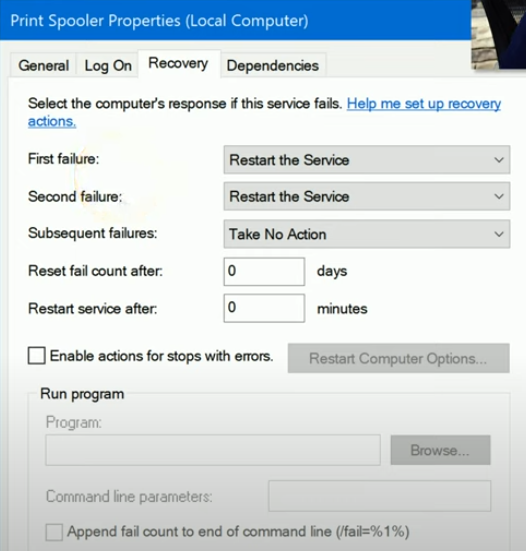 Print Spooler Properties (Local Computer)
General Log On Recovery Dependencies
Select the computer's response if this service fails. Help me set up recovery
actions.
First failure: Restart the Service
Second failure: Restart the Service
Subsequent failures: Take No Action
Reset fail count after: 0 days
Restart service after: 0 minutes
Enable actions for stops with errors. Restart Computer Options...
Run program
Program:
Browse...
Command line parameters:
Append fail count to end of command line (/fail=%1%)